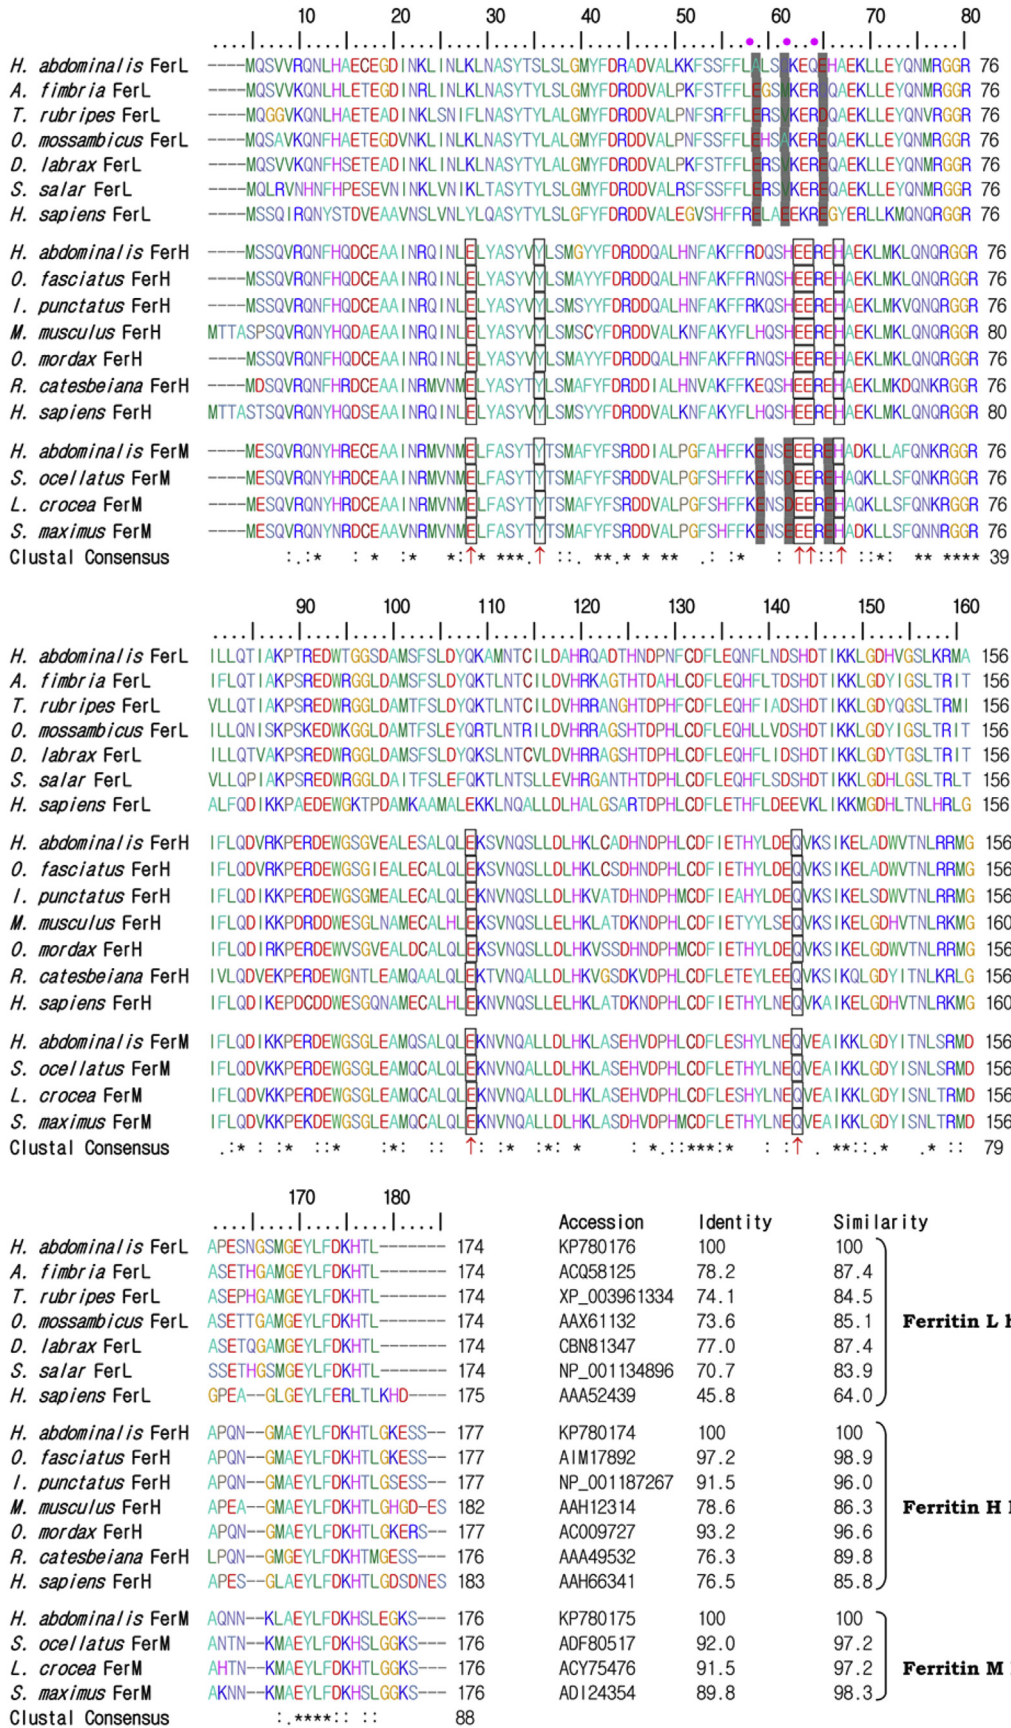 10 20 30 40 50 60 70 80
H. abdominalis FerL ----MQSVVRQNLHAECEGDINKLINLKLNASYTSLSLGMYFDRADVALKKFSSFFLALSKKEQEHAEKLLEYQNMRGGR 76
A. fimbria FerL ----MQSVVKQNLHLETEGDINKLINLKLNASYTYLSLGMYFDRDDVALPKFSTFFLEGSVKEREQAEKLLEYQNMRGGR 76
T. rubripes FerL ----MQGGVKQNLHAETEGDINKLSNIFLNASYTYLALGMYFDRDDVALPNFSRFFLERSVKERDQAEKLLEYQNMRGGR 76
O. mossambicus FerL ----MQSAVKQNLHAETEGDVNKLINLKLNASYTYLALGMYFDRDDVALPNFSSFFLEHSAKEREQAEKLLEYQNMRGGR 76
D. labrax FerL ----MQSVVKQNFHSETEADINKLINLKLNASYTYLALGMYFDRDDVALPKFSTFFLERSVKEREQAEKLLEYQNMRGGR 76
S. salar FerL ----MQLRVNHNFHPESEVNINKLVNIKLTASYTYLSLGMYFDRDDVALRSFSSFFLERSVKEREQAEKLLEYQNMRGGR 76
H. sapiens FerL ----MSSQIRQNYSTDVEAAVNSLVNLYLQASYTYLSLGFYFDRDDVALEGVSHFFRELAEEKREGYERLLKMQNQRGGR 76
H. abdominalis FerH ----MSSQVRQNFHQDCEAAINRQINLELYASYVYLSMGYYFDRDDQALHNFAKFFRDQSHEEREHAEKLMKLQNQRGGR 76
O. fasciatus FerH ----MSSQVRQNFHQDCEAAINRQINLELYASYVYLSMAYYFDRDDQALHNFAKFFRNQSHEEREHAEKLMKLQNQRGGR 76
I. punctatus FerH ----MSSQVRQNFHQDCEAAINRQINLELYASYVYLSMSYYFDRDDQALHNFAKFFRKQSHEEREHAEKLMKVQNQRGGR 76
M. musculus FerH MTTASPSQVRQNYHQDAEAAINRQINLELYASYVYLSMSCYFDRDDVALKNFAKYFLHQSHEEREHAEKLMKLQNQRGGR 80
O. mordax FerH ----MSSQVRQNFHQDCEAAINRQINLELYASYVYLSMAYYFDRDDQALHNFAKFFRNQSHEEREHAEKLMKLQNQRGGR 76
R. catesbeiana FerH ----MDSQVRQNFHRDCEAAINRMVNMELYASYTYLSMAFYFDRDDIALHNVAKFFKEQSHEEREHAEKLMKDQNKRGGR 76
H. sapiens FerH MTTASTSQVRQNYHQDSEAAINRQINLELYASYVYLSMSYYFDRDDVALKNFAKYFLHQSHEEREHAEKLMKLQNQRGGR 80
H. abdominalis FerM ----MESQVRQNYHRECEAAINRMVNMELFASYTYTSMAFYFSRDDIALPGFAHFFKENSEEEREHADKLLAFQNKRGGR 76
S. ocellatus FerM ----MESQVRQNYHRDCEAAINRMVNMELFASYTYTSMAFYFSRDDVALPGFSHFFKENSDEEREHAQKLLSFQNKRGGR 76
L. crocea FerM ----MESQVRQNYHRDCEAAINRMVNMELFASYTYTSMAFYFSRDDVALPGFSHFFKENSDEEREHAQKLLSFQNKRGGR 76
S. maximus FerM ----MESQVRQNYNRDCEAAVNRMVNMELFASYTYTSMAFYFSRDDVALPGFSHFFKENSEEEREHADKLLSFQNKRGGR 76
Clustal Consensus 39
90 100 110 120 130 140 150 160
H. abdominalis FerL ILLQTIAKPTREDWTGGSDAMSFSLDYQKAMNTCILDAHRQADTHNDPNFCDFLEQNFLNDSHDTIKKLGDHVGSLKRMA 156
A. fimbria FerL IFLQTIAKPSREDWRGGLDAMSFSLDYQKTLNTCILDVHRKAGTHTDAHLCDFLEQHFLTDSHDTIKKLGDYIGSLTRIT 156
T. rubripes FerL VLLQTIAKPSREDWRGGLDAMTFSLDYQKTLNTCILDVHRRANGHTDPHFCDFLEQHFIADSHDTIKKLGDYQGSLTRMI 156
O. mossambicus FerL ILLQNISKPSKEDWKGGLDAMTFSLEYQRTLNTRILDVHRRAGSHTDPHLCDFLEQHLLVDSHDTIKKLGDYIGSLTRIT 156
D. labrax FerL ILLQTVAKPSREDWRGGLDAMSFSLDYQKSLNTCVLDVHRRAGSHTDPHLCDFLEQHFLSDSHDTIKKLGDYTGSLTRIT 156
S. salar FerL VLLQPIAKPSREDWRGGLDAITFSLEFQKTLNTSLLEVHRGANTHTDPHLCDFLEQHFLSDSHDTIKKLGDHLGSLTRLT 156
H. sapiens FerL ALFQDIKKPAEDEWGKTPDAMKAAMALEKKLNQALLDLHALGSARTDPHLCDFLETHFLDEEVKLIKKMGDHLTNLHRLG 156
H. abdominalis FerH IFLQDVRKPERDEWGSGVEALESALQLEKSVNQSLLDLHKLCADHNDPHLCDFIETHYLDEQVKSIKELADWVTNLRRMG 156
O. fasciatus FerH IFLQDVRKPERDEWGSGIEALECALQLEKSVNQSLLDLHKLCSDHNDPHLCDFIETHYLDEQVKSIKELADWVTNLRRMG 156
I. punctatus FerH IFLQDVRKPERDEWGSGMEALECALQLEKSVNQSLLDLHKVATDHNDPHMCDFIEAHYLDEQVKSIKELSDWVTNLRRMG 156
M. musculus FerH IFLQDIKKPDRDDWESGLNAMECALHLEKSVNQSLLELHKLATDKNDPHLCDFIETYYLSEQVKSIKELGDHVTNLRRMG 160
O. mordax FerH IFLQDIRKPERDEWVSGVEALDCALQLEKSVNQSLLDLHKVSSDHNDPHMCDFIETHYLDEQVKSIKELGDWVTNLRRMG 156
R. catesbeiana FerH IVLQDVEKPERDEWGNTLEAMQAALQLEKTVNQALLDLHKVGSDKVDPHLCDFLETEYLEEQVKSIKQLGDYITNLKRLG 156
H. sapiens FerH IFLQDIKEPDCDDWESGQNAMECALHLEKNVNQSLLELHKLATDKNDPHLCDFIETHYLNEQVKAIKELGDHVTNLRKMG 160
H. abdominalis FerM IFLQDIKKPERDEWGSGLEAMQSALQLEKNVNQALLDLHKLASEHVDPHLCDFLESHYLNEQVEAIKKLGDYITNLSRMD 156
S. ocellatus FerM IFLQDVKKPERDEWGSGLEAMQCALQLEKNVNQALLDLHKLASEHVDPHLCDFLETHYLNEQVEAIKKLGDYISNLSRMD 156
L. crocea FerM IFLQDVKKPERDEWGSGLEAMQCALQLEKNVNQALLDLHKLASEHVDPHLCDFLESHYLNEQVEAIKKLGDYISNLSRMD 156
S. maximus FerM IFLQDVKKPEKDEWGSGLEAMQCALQLEKNVNQALLDLHKLASDHVDPHMCDFLETHYLNEQVEAIKKLGDYISNLTRMD 156
Clustal Consensus 79
170 180
Accession Identity Similarity
H. abdominalis FerL APESNGSMGEYLFDKHTL------- 174 KP780176 100 100
A. fimbria FerL ASETHGAMGEYLFDKHTL------- 174 ACQ58125 78.2 87.4
T. rubripes FerL ASEPHGAMGEYLFDKHTL------- 174 XP_003961334 74.1 84.5
O. mossambicus FerL ASETTGAMGEYLFDKHTL------- 174 AAX61132 73.6 85.1
Ferritin L
D. labrax FerL ASETQGAMGEYLFDKHTL------- 174 CBN81347 77.0 87.4
S. salar FerL SSETHGSMGEYLFDKHTL------- 174 NP_001134896 70.7 83.9
H. sapiens FerL GPEA--GLGEYLFERLTLKHD---- 175 AAA52439 45.8 64.0
H. abdominalis FerH APQN--GMAEYLFDKHTLGKESS-- 177 KP780174 100 100
O. fasciatus FerH APQN--GMAEYLFDKHTLGKESS-- 177 AIM17892 97.2 98.9
I. punctatus FerH APQN--GMAEYLFDKHTLGSESS-- 177 NP_001187267 91.5 96.0
M. musculus FerH APEA--GMAEYLFDKHTLGHGD-ES 182 AAH12314 78.6 86.3
Ferritin H
O. mordax FerH APQN--GMAEYLFDKHTLGKERS-- 177 ACO09727 93.2 96.6
R. catesbeiana FerH LPQN--GMGEYLFDKHTMGESS--- 176 AAA49532 76.3 89.8
H. sapiens FerH APES--GLAEYLFDKHTLGDSDNES 183 AAH66341 76.5 85.8
H. abdominalis FerM AQNN--KLAEYLFDKHSLEGKS--- 176 KP780175 100 100
S. ocellatus FerM ANTN--KMAEYLFDKHSLGGKS--- 176 ADF80517 92.0 97.2
L. crocea FerM AHTN--KMAEYLFDKHTLGGKS--- 176 ACY75476 91.5 97.2
Ferritin M
S. maximus FerM AKNN--KMAEYLFDKHSLGGKS--- 176 ADI24354 89.8 98.3
Clustal Consensus :.****:: :: 88